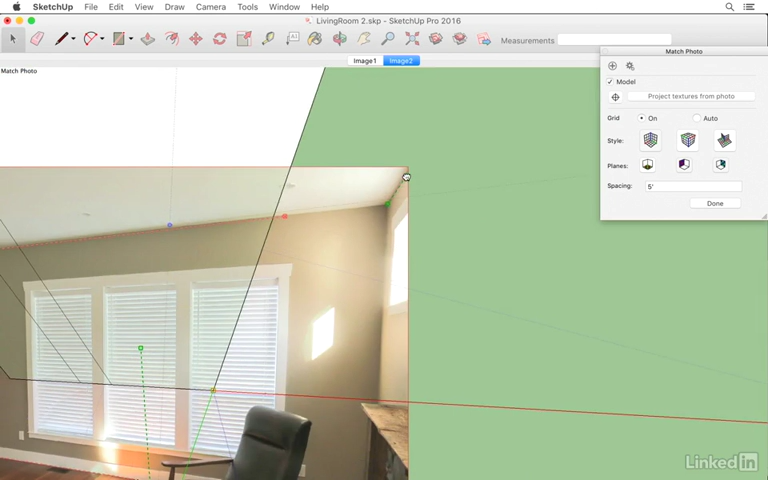 SketchUp File Edit View Draw Camera Tools Window Help
LivingRoom 2.skp - SketchUp Pro 2016
Measurements
Image1 Image2
Match Photo
Match Photo
Model
Project textures from photo
Grid On Auto
Style:
Planes:
Spacing: 5'
Done
LinkedIn